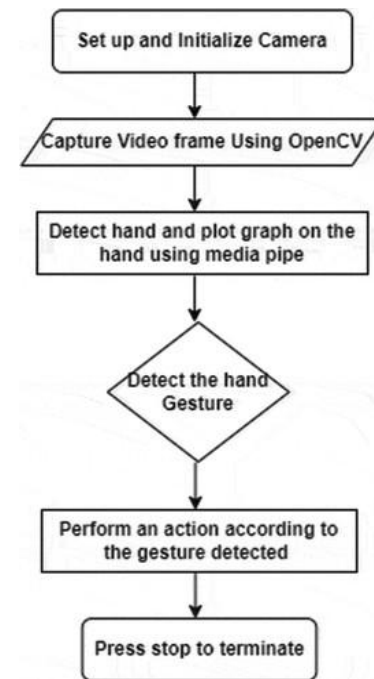 Set up and Initialize Camera
Capture Video frame Using OpenCV
Detect hand and plot graph on the
hand using media pipe
Detect the hand
Gesture
Perform an action according to
the gesture detected
Press stop to terminate